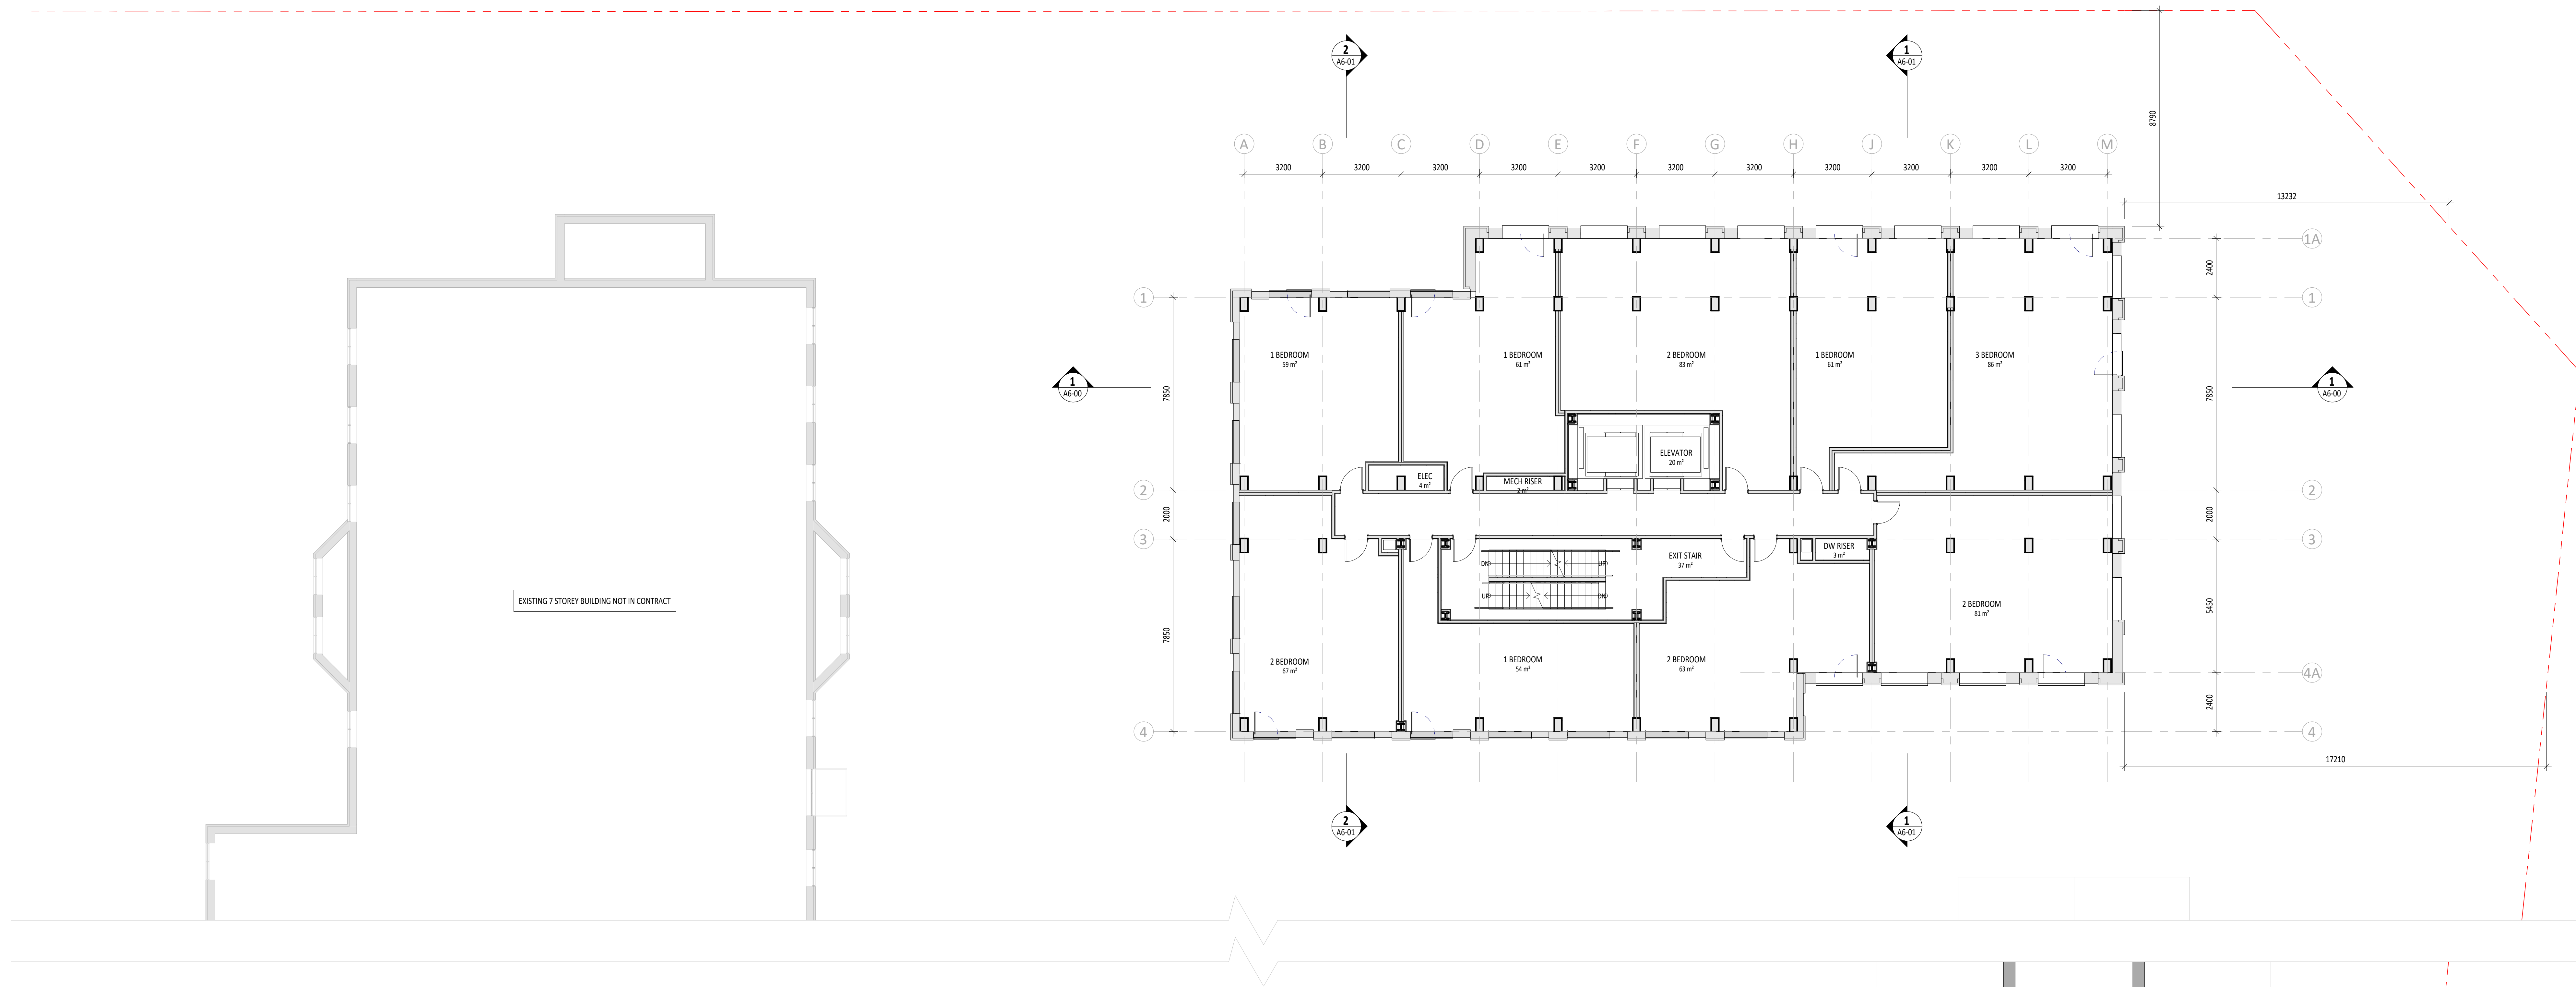 2
A6-01
1
A6-01
8790
A
B
C
D
E
F
G
H
J
K
L
M
3200
3200
3200
3200
3200
3200
3200
3200
3200
3200
3200
13232
1A
2400
1
1
1 BEDROOM
59 m²
1 BEDROOM
61 m²
2 BEDROOM
83 m²
1 BEDROOM
61 m²
3 BEDROOM
86 m²
1
A6-00
7850
7850
1
A6-00
ELEVATOR
20 m²
ELEC
4 m²
MECH RISER
2 m²
2
2
2000
2000
3
3
EXIT STAIR
37 m²
DW RISER
3 m²
DN
UP
UP
DN
EXISTING 7 STOREY BUILDING NOT IN CONTRACT
5450
7850
2 BEDROOM
67 m²
1 BEDROOM
54 m²
2 BEDROOM
63 m²
2 BEDROOM
81 m²
4A
2400
4
4
17210
2
A6-01
1
A6-01